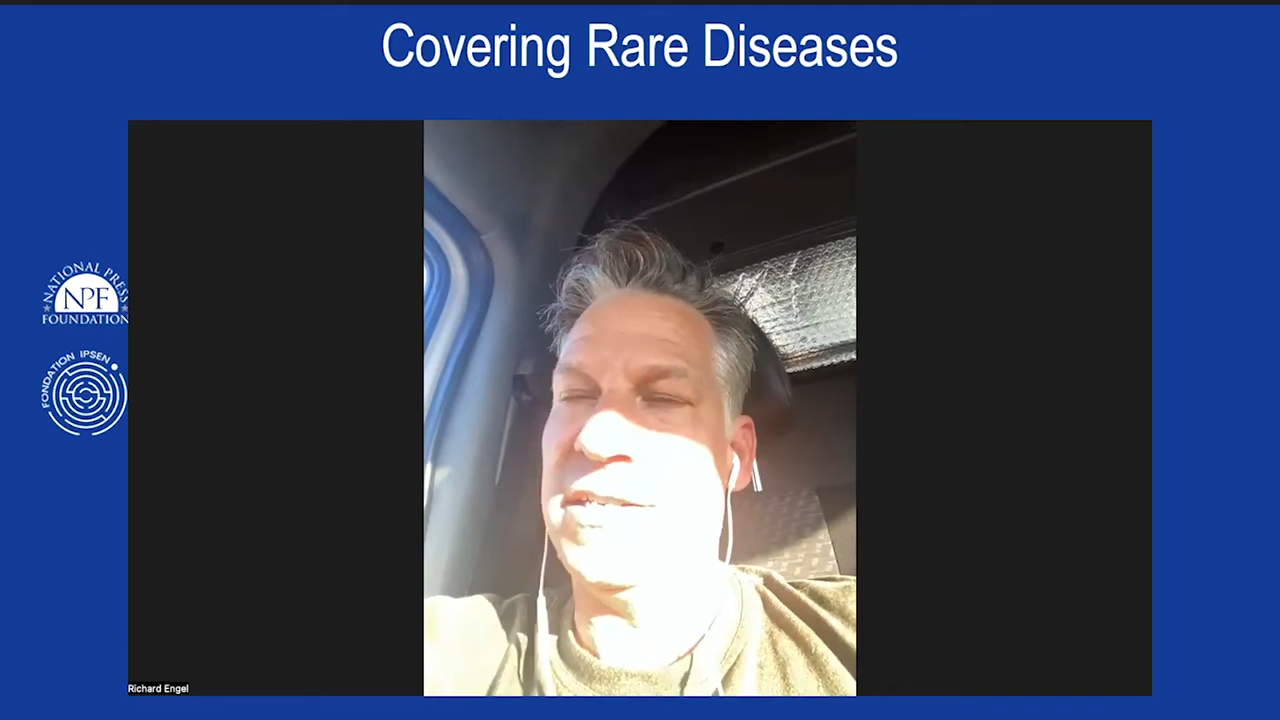 Covering Rare Diseases
NATIONAL PRESS
NPF
FOUNDATION
FONDATION IPSEN
Richard Engel